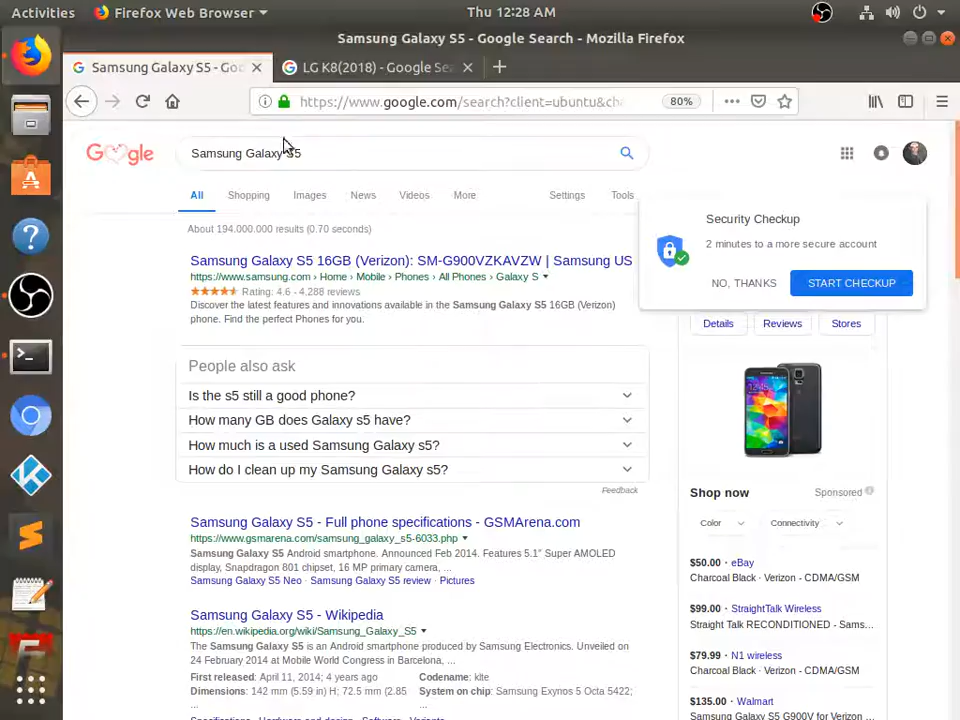 Activities Firefox Web Browser Thu 12:28 AM
Samsung Galaxy S5 - Google Search - Mozilla Firefox
Samsung Galaxy S5 - Goo LG K8(2018) - Google Sea
https://www.google.com/search?client=ubuntu&ch 80%
Google Samsung Galaxy S5
All Shopping Images News Videos More Settings Tools
About 194.000.000 results (0.70 seconds)
Security Checkup
2 minutes to a more secure account
NO, THANKS START CHECKUP
Samsung Galaxy S5 16GB (Verizon): SM-G900VZKAVZW | Samsung US
https://www.samsung.com › Home › Mobile › Phones › All Phones › Galaxy S
Rating: 4.6 - 4.288 reviews
Discover the latest features and innovations available in the Samsung Galaxy S5 16GB (Verizon)
phone. Find the perfect Phones for you.
People also ask
Is the s5 still a good phone?
How many GB does Galaxy s5 have?
How much is a used Samsung Galaxy s5?
How do I clean up my Samsung Galaxy s5?
Feedback
Samsung Galaxy S5 - Full phone specifications - GSMArena.com
https://www.gsmarena.com/samsung_galaxy_s5-6033.php
Samsung Galaxy S5 Android smartphone. Announced Feb 2014. Features 5.1″ Super AMOLED
display, Snapdragon 801 chipset, 16 MP primary camera, ...
Samsung Galaxy S5 Neo · Samsung Galaxy S5 review · Pictures
Samsung Galaxy S5 - Wikipedia
https://en.wikipedia.org/wiki/Samsung_Galaxy_S5
The Samsung Galaxy S5 is an Android smartphone produced by Samsung Electronics. Unveiled on
24 February 2014 at Mobile World Congress in Barcelona, ...
First released: April 11, 2014; 4 years ago Codename: kite
Dimensions: 142 mm (5.59 in) H; 72.5 mm (2.85 System on chip: Samsung Exynos 5 Octa 5422;
... ...
Details Reviews Stores
Shop now Sponsored
Color Connectivity
$50.00 · eBay
Charcoal Black · Verizon · CDMA/GSM
$99.00 · StraightTalk Wireless
Straight Talk RECONDITIONED - Sams…
$79.99 · N1 wireless
Charcoal Black · Verizon · CDMA/GSM
$135.00 · Walmart
Samsung Galaxy S5 G900V for Verizon…